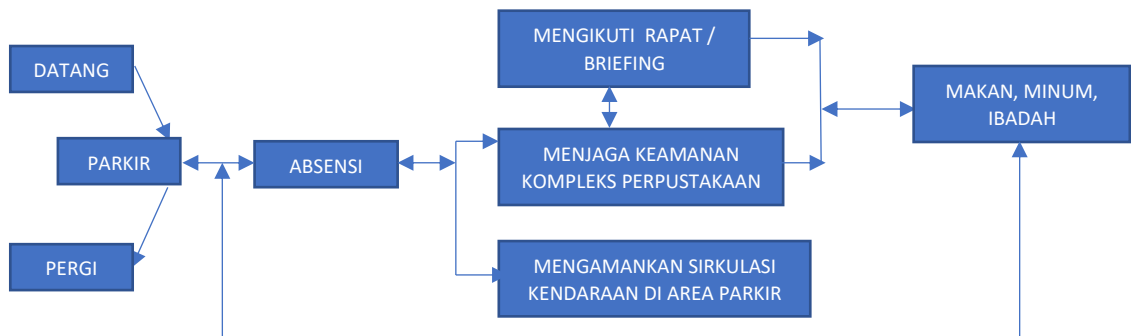 DATANG
PARKIR
PERGI
ABSENSI
MENGIKUTI RAPAT /
BRIEFING
MENJAGA KEAMANAN
KOMPLEKS PERPUSTAKAAN
MENGAMANKAN SIRKULASI
KENDARAAN DI AREA PARKIR
MAKAN, MINUM,
IBADAH